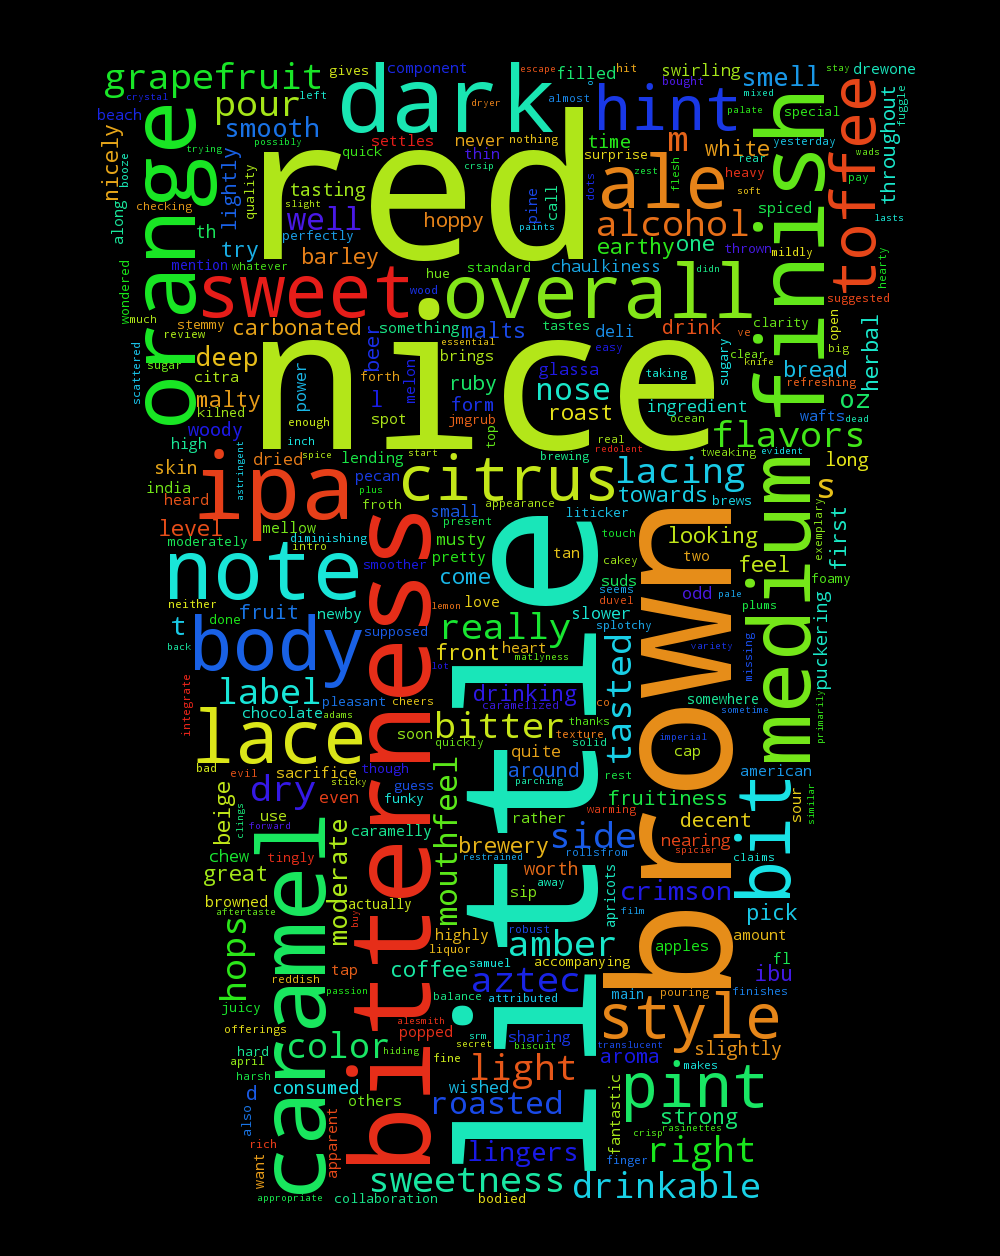 grapefruit
gives
component
escape
filled
hit
swirling
bought
smell
stay
drewone
crystal
beach
pour
left
dark
dryer
almost
hint
mixed
palate
special
fuggle
nicely
booze
orange
smooth
settles
never
nothing
time
m
yesterday
toffee
throughout
trying
possibly
quick
thin
crsip
surprise
white
rear
wads
along
checking
lightly
quality
red
tasting
slight
hoppy
pine
call
dots
zest
flesh
ale
heavy
soft
finish
pay
lasts
well
perfectly
paints
alcohol
spiced
th
try
barley
earthy
one
thrown
mildly
wondered
mention
whatever
hue
standard
chaulkiness
didn
hearty
sweet
wood
overall
suggested
much
stemmy
review
carbonated
something
essential
malts
tastes
deli
drink
ve
clarity
open
scattered
sugar
deep
beer
brings
easy
clear
knife
big
herbal
citra
power
forth
melon
nice
ruby
glassa
nose
taking
sugary
bread
refreshing
malty
kilned
l
form
roast
ingredient
oz
woody
enough
spot
jmgrub
top
ocean
wafts
dead
high
inch
real
redolent
flavors
astringent
spice
start
brewing
tweaking
evident
skin
dried
lending
citrus
lacing
long
india
heard
ipa
pecan
plus
froth
appearance
towards
brews
s
level
mellow
small
present
liticker
touch
looking
exemplary
first
moderately
intro
diminishing
musty
pretty
tan
cakey
two
medium
note
smoother
come
little
seems
suds
feel
foamy
neither
fruit
newby
bitterness
lemon
love
duvel
odd
pale
plums
puckering
t
done
supposed
really
slower
splotchy
brown
back
body
lot
front
heart
matlyness
tasted
variety
missing
integrate
label
pleasant
cheers
drinking
caramelized
co
somewhere
sometime
primarily
chocolate
adams
lace
soon
bitter
quickly
thanks
texture
solid
imperial
cap
bad
evil
sacrifice
though
quite
around
parching
rest
american
dry
sticky
guess
mouthfeel
bit
sour
similar
beige
clings
use
even
funky
rather
warming
fruitiness
decent
forward
moderate
caramelly
brewery
side
nearing
spicier
chew
tingly
restrained
rollsfrom
claims
great
caramel
worth
away
apricots
browned
aftertaste
actually
buy
sip
film
crimson
pick
hops
highly
liquor
robust
amber
apples
amount
fl
tap
coffee
samuel
accompanying
ibu
reddish
passion
balance
aztec
attributed
main
pouring
finishes
juicy
style
offerings
alesmith
popped
srm
secret
sharing
biscuit
translucent
slightly
hard
color
hiding
fine
aroma
makes
april
harsh
light
d
consumed
wished
pint
also
others
roasted
fantastic
strong
rasinettes
rich
apparent
crisp
want
lingers
finger
right
appropriate
sweetness
drinkable
collaboration
bodied